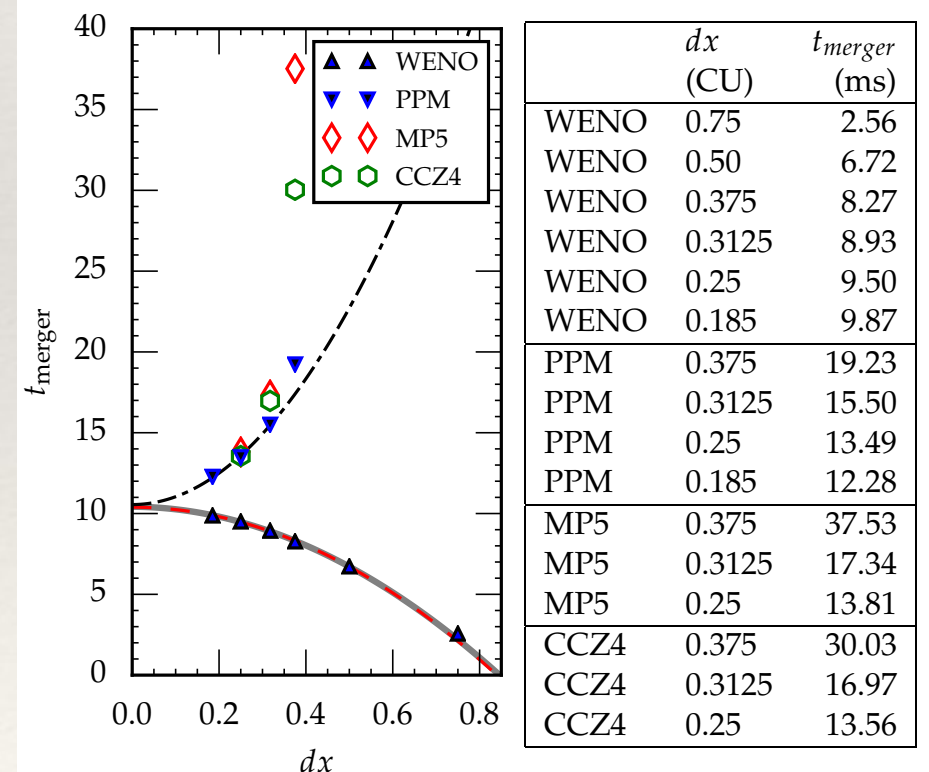 40
35
30
25
20
15
10
5
0
t_merger
0.0 0.2 0.4 0.6 0.8
dx
WENO
PPM
MP5
CCZ4
dx t_merger
(CU) (ms)
WENO 0.75 2.56
WENO 0.50 6.72
WENO 0.375 8.27
WENO 0.3125 8.93
WENO 0.25 9.50
WENO 0.185 9.87
PPM 0.375 19.23
PPM 0.3125 15.50
PPM 0.25 13.49
PPM 0.185 12.28
MP5 0.375 37.53
MP5 0.3125 17.34
MP5 0.25 13.81
CCZ4 0.375 30.03
CCZ4 0.3125 16.97
CCZ4 0.25 13.56